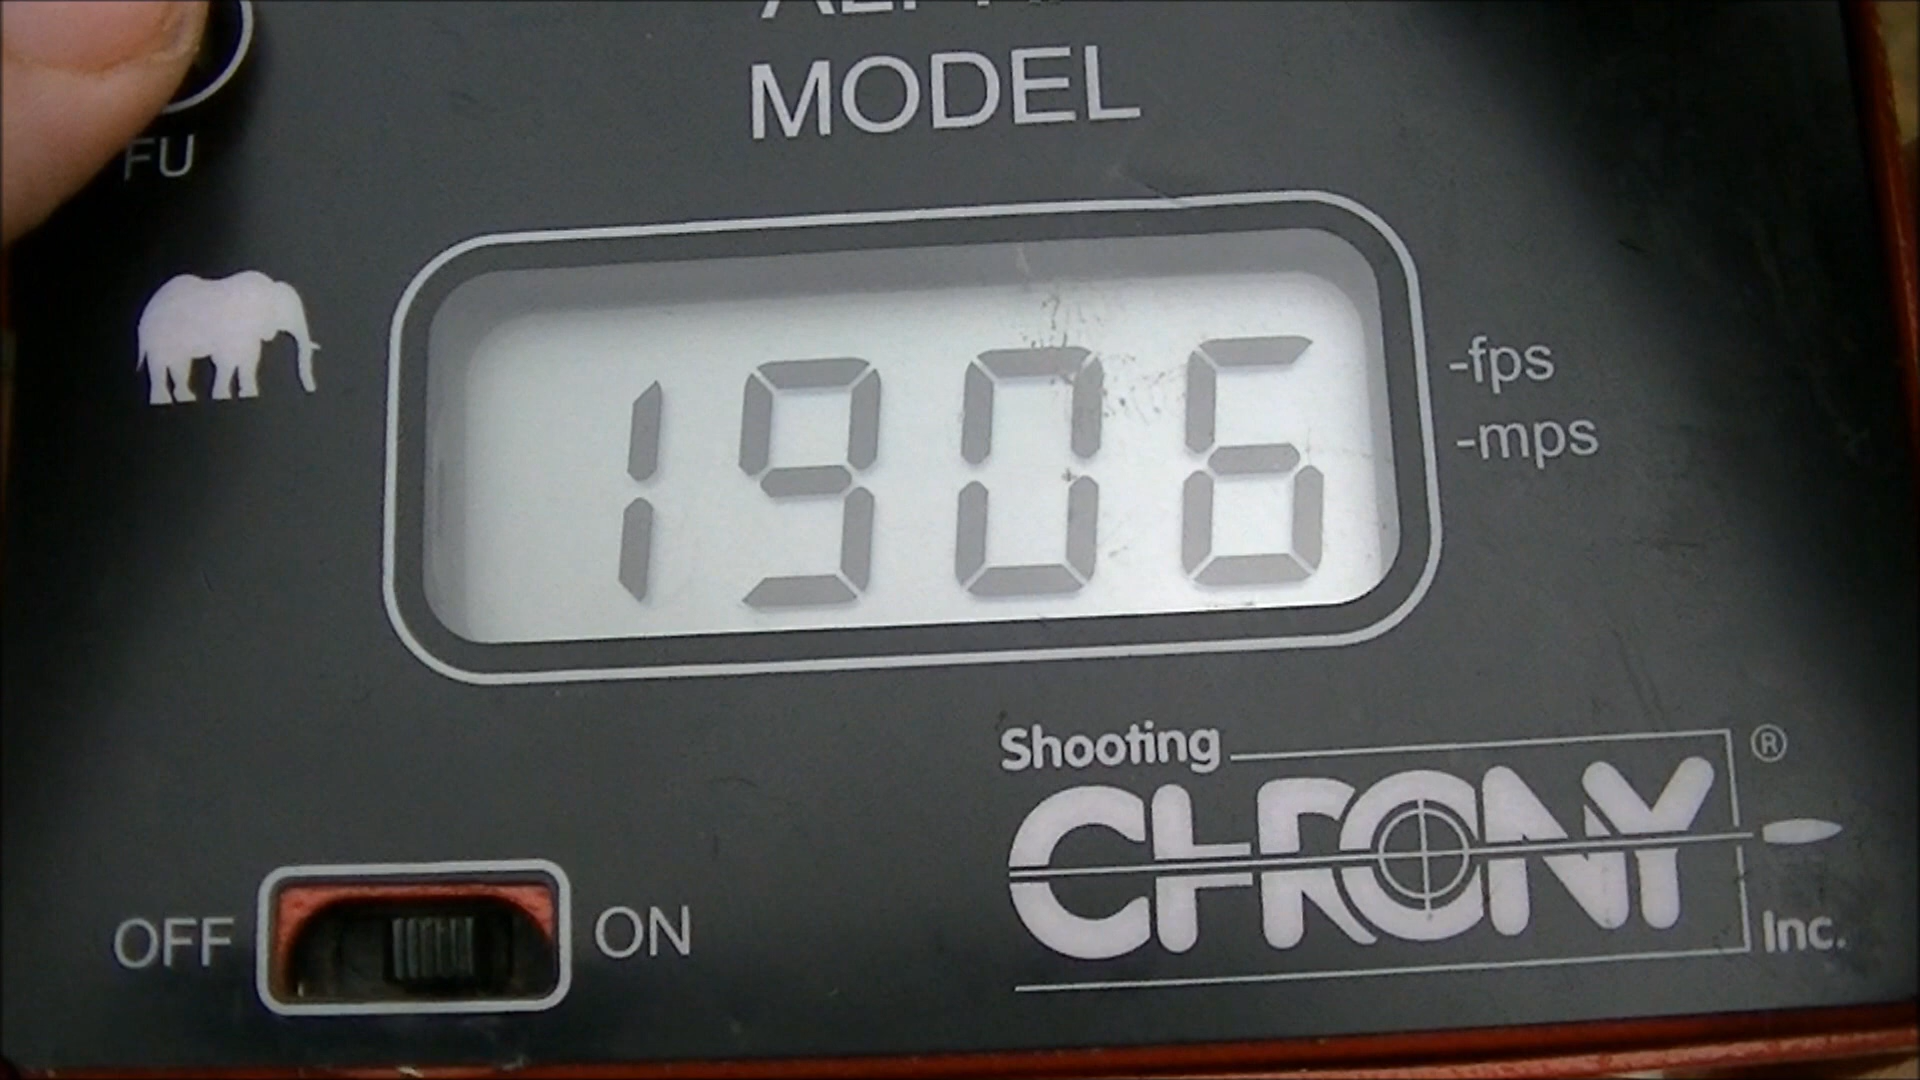 MODEL
FU
1906
-fps
-mps
Shooting
CHRONY
®
Inc.
OFF
ON